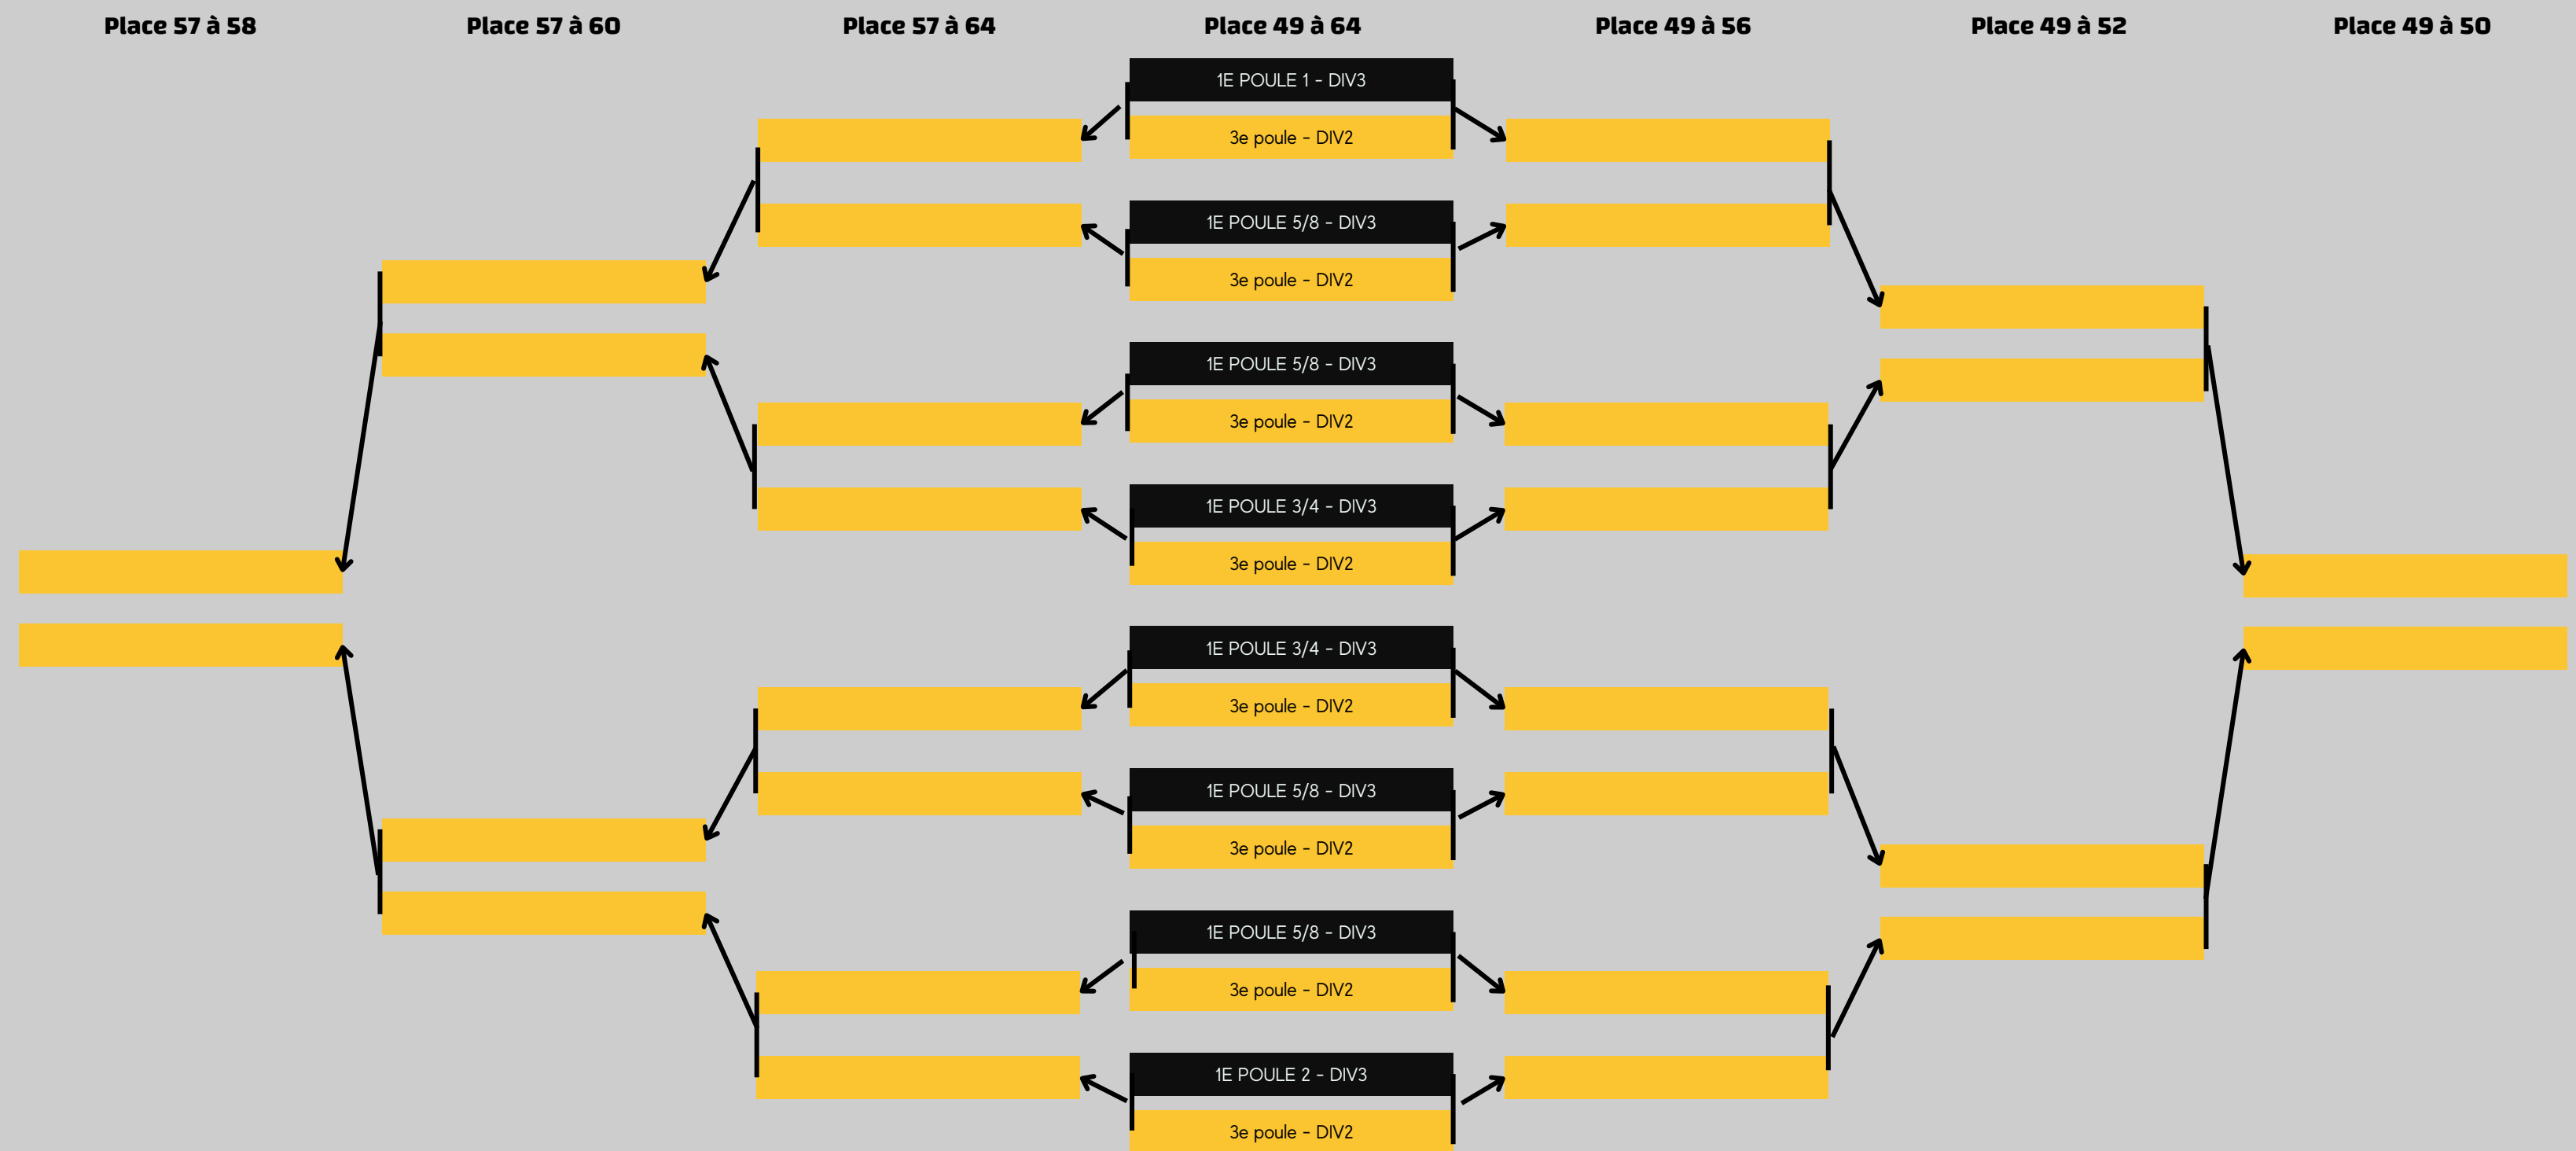 Place 57 à 58
Place 57 à 60
Place 57 à 64
Place 49 à 64
Place 49 à 56
Place 49 à 52
Place 49 à 50
1E POULE 1 - DIV3
3e poule - DIV2
1E POULE 5/8 - DIV3
3e poule - DIV2
1E POULE 5/8 - DIV3
3e poule - DIV2
1E POULE 3/4 - DIV3
3e poule - DIV2
1E POULE 3/4 - DIV3
3e poule - DIV2
1E POULE 5/8 - DIV3
3e poule - DIV2
1E POULE 5/8 - DIV3
3e poule - DIV2
1E POULE 2 - DIV3
3e poule - DIV2